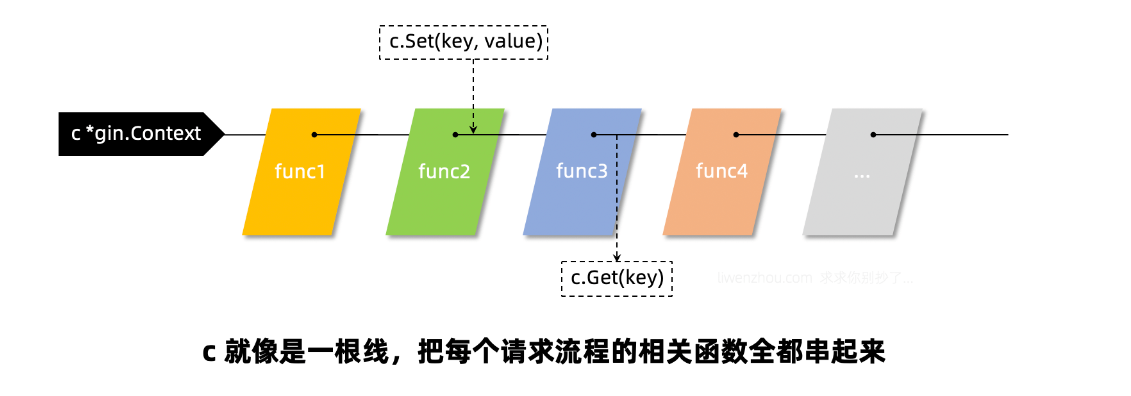 c.Set(key, value)
c *gin.Context
func1
func2
func3
func4
...
c.Get(key)
liwenzhou.com 求求你别抄了...
c 就像是一根线，把每个请求流程的相关函数全都串起来